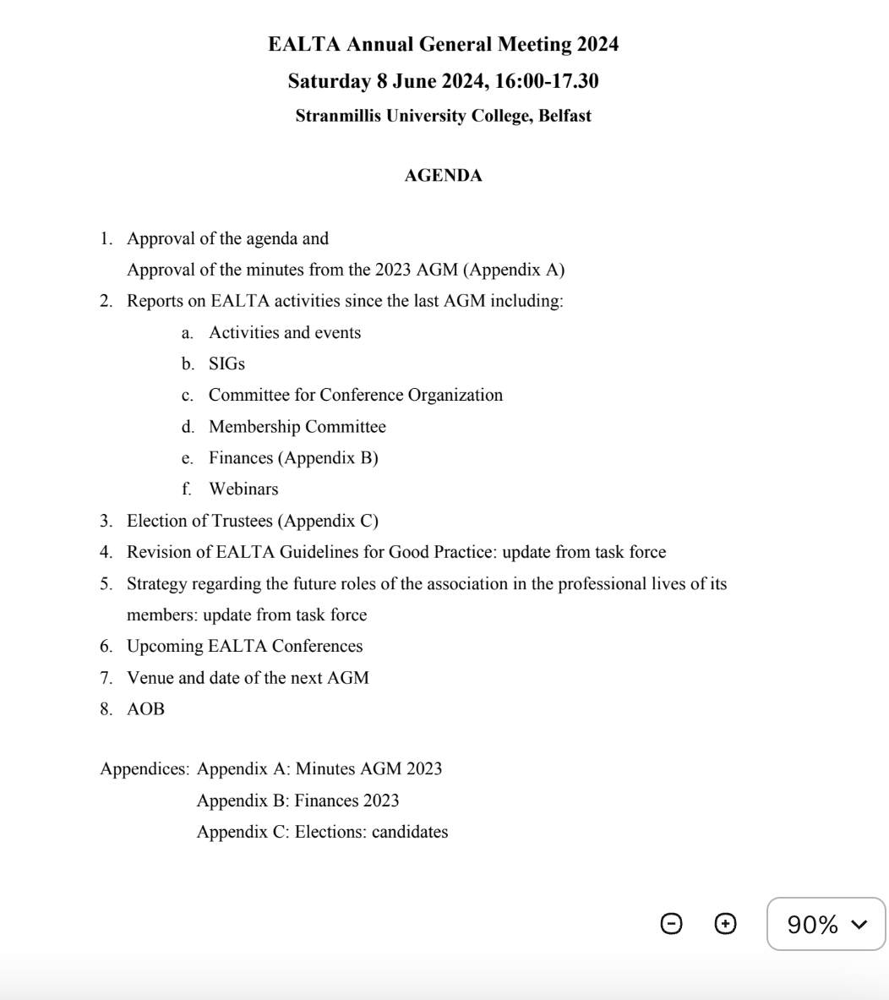 EALTA Annual General Meeting 2024
Saturday 8 June 2024, 16:00-17.30
Stranmillis University College, Belfast
AGENDA
1. Approval of the agenda and
Approval of the minutes from the 2023 AGM (Appendix A)
2. Reports on EALTA activities since the last AGM including:
a. Activities and events
b. SIGs
c. Committee for Conference Organization
d. Membership Committee
e. Finances (Appendix B)
f. Webinars
3. Election of Trustees (Appendix C)
4. Revision of EALTA Guidelines for Good Practice: update from task force
5. Strategy regarding the future roles of the association in the professional lives of its
members: update from task force
6. Upcoming EALTA Conferences
7. Venue and date of the next AGM
8. AOB
Appendices: Appendix A: Minutes AGM 2023
Appendix B: Finances 2023
Appendix C: Elections: candidates
90%